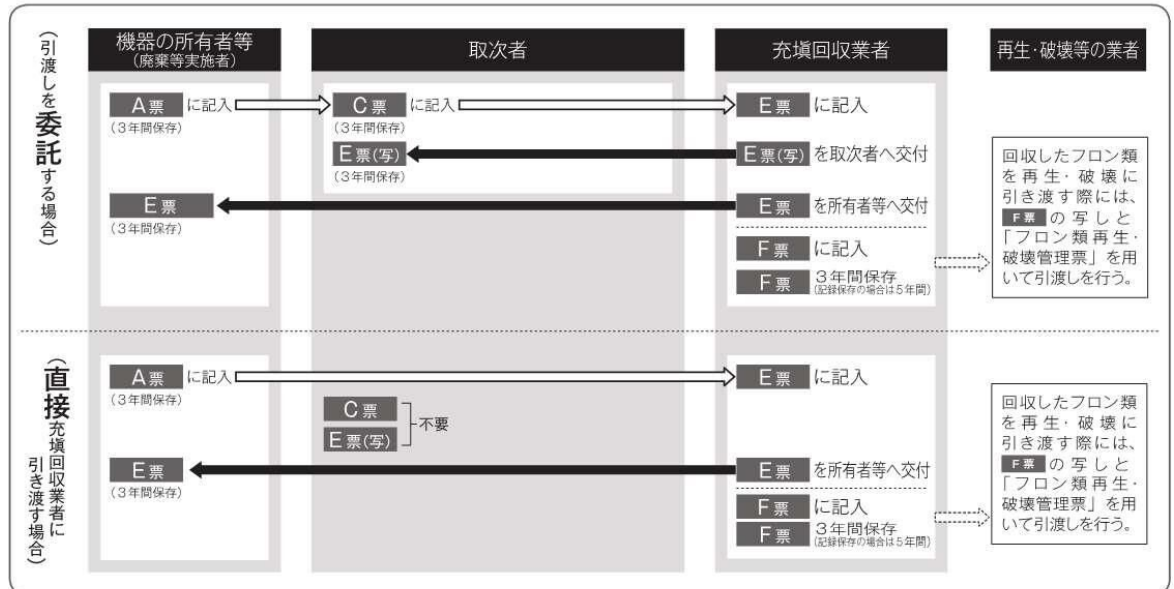 機器の所有者等
(廃棄等実施者)
取次者
充塡回収業者
再生・破壊等の業者
(引渡しを委託する場合)
A票 に記入
(3年間保存)
C票 に記入
(3年間保存)
E票 に記入
E票(写)
(3年間保存)
E票(写) を取次者へ交付
E票
(3年間保存)
E票 を所有者等へ交付
F票 に記入
F票 3年間保存
(記録保存の場合は5年間)
回収したフロン類
を再生・破壊に
引き渡す際には、
F票 の写しと
「フロン類再生・
破壊管理票」を用
いて引渡しを行う。
(直接充塡回収業者に
引き渡す場合)
A票 に記入
(3年間保存)
E票 に記入
C票
E票(写)
不要
E票
(3年間保存)
E票 を所有者等へ交付
F票 に記入
F票 3年間保存
(記録保存の場合は5年間)
回収したフロン類
を再生・破壊に
引き渡す際には、
F票 の写しと
「フロン類再生・
破壊管理票」を用
いて引渡しを行う。